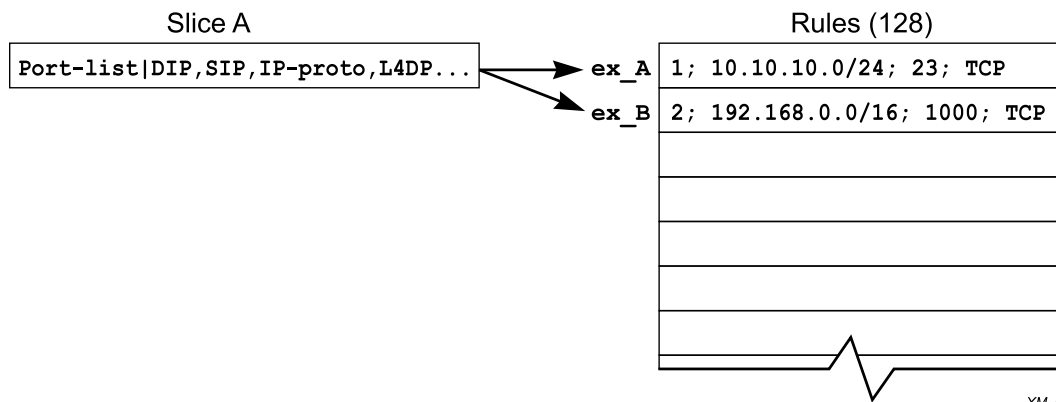 Slice A
Rules (128)
Port-list|DIP,SIP,IP-proto,L4DP...
ex_A 1; 10.10.10.0/24; 23; TCP
ex_B 2; 192.168.0.0/16; 1000; TCP
XM